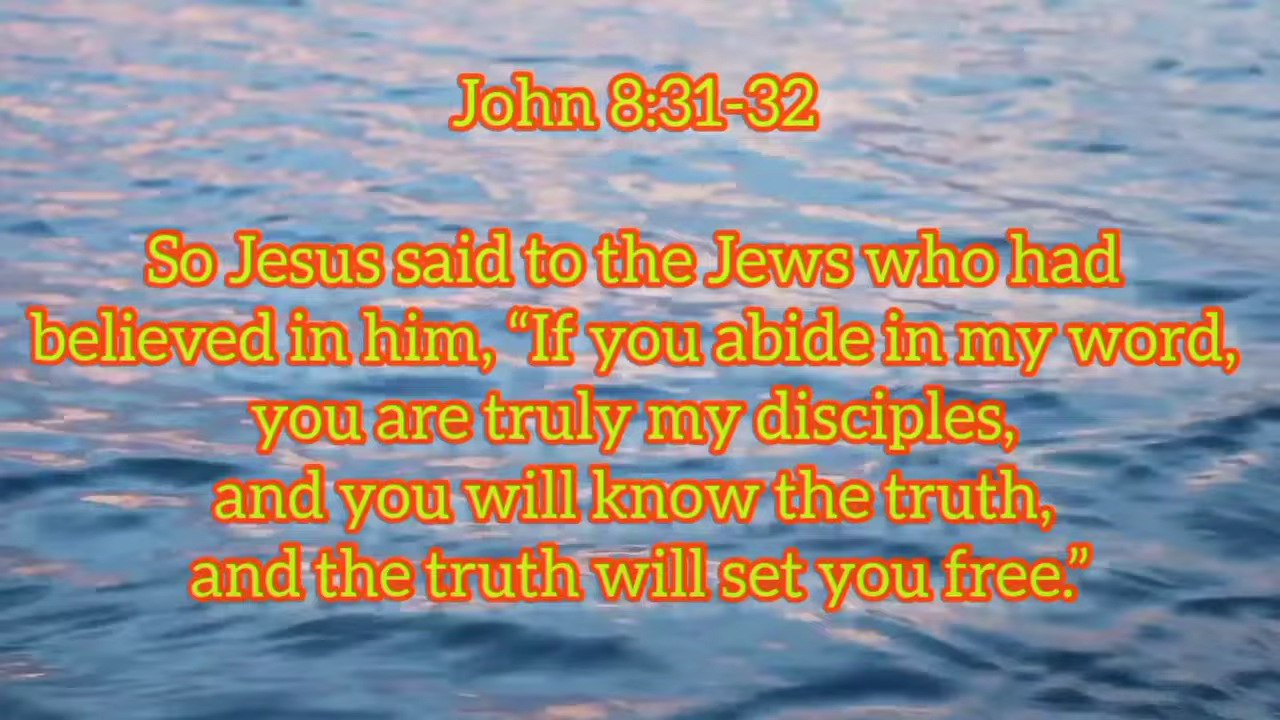 John 8:31-32
So Jesus said to the Jews who had
believed in him, “If you abide in my word,
you are truly my disciples,
and you will know the truth,
and the truth will set you free.”